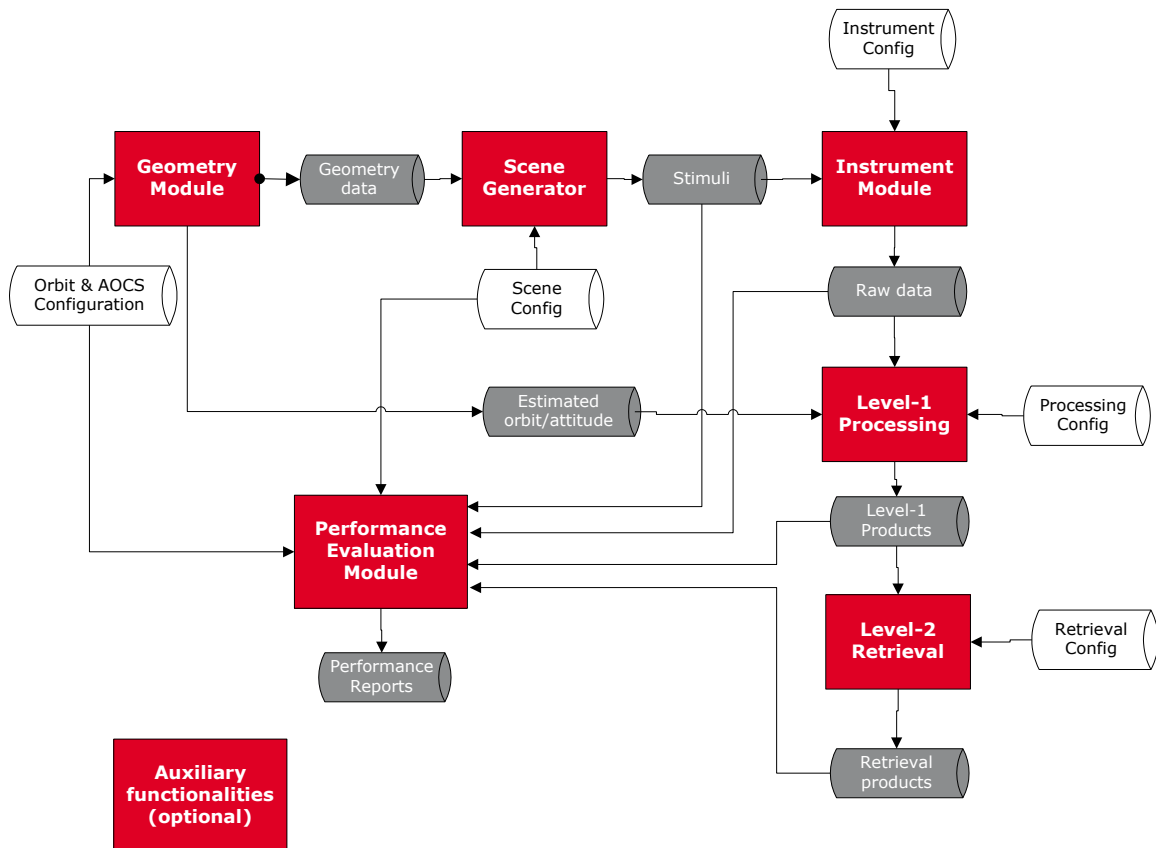 Instrument
Config
Geometry
Module
Geometry
data
Scene
Generator
Stimuli
Instrument
Module
Orbit & AOCS
Configuration
Scene
Config
Raw data
Estimated
orbit/attitude
Level-1
Processing
Processing
Config
Performance
Evaluation
Module
Level-1
Products
Level-2
Retrieval
Retrieval
Config
Performance
Reports
Auxiliary
functionalities
(optional)
Retrieval
products